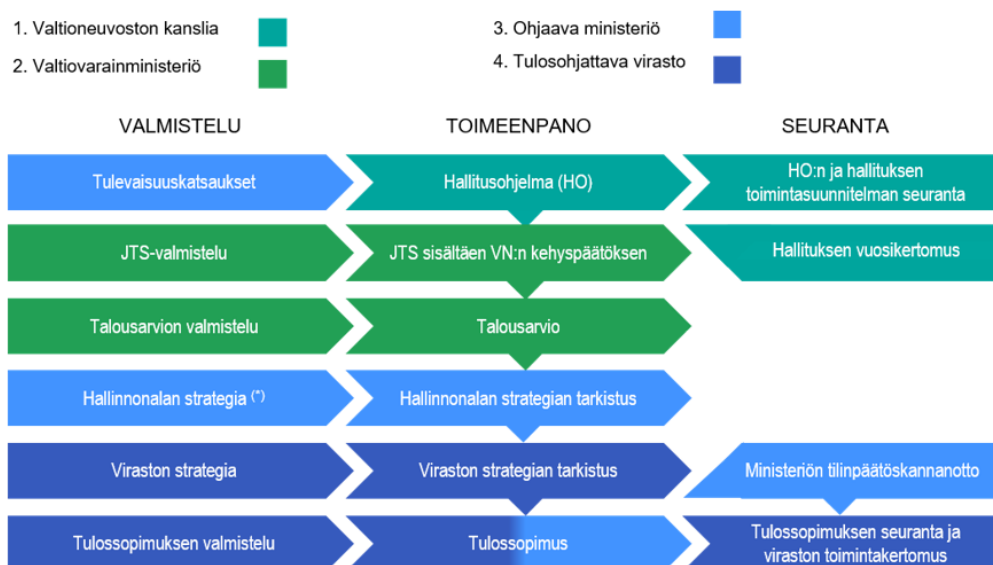 1. Valtioneuvoston kanslia
2. Valtiovarainministeriö
3. Ohjaava ministeriö
4. Tulosohjattava virasto
VALMISTELU
TOIMEENPANO
SEURANTA
Tulevaisuuskatsaukset
Hallitusohjelma (HO)
HO:n ja hallituksen
toimintasuunnitelman seuranta
JTS-valmistelu
JTS sisältäen VN:n kehyspäätöksen
Hallituksen vuosikertomus
Talousarvion valmistelu
Talousarvio
Hallinnonalan strategia (*)
Hallinnonalan strategian tarkistus
Viraston strategia
Viraston strategian tarkistus
Ministeriön tilinpäätöskannanotto
Tulossopimuksen valmistelu
Tulossopimus
Tulossopimuksen seuranta ja
viraston toimintakertomus